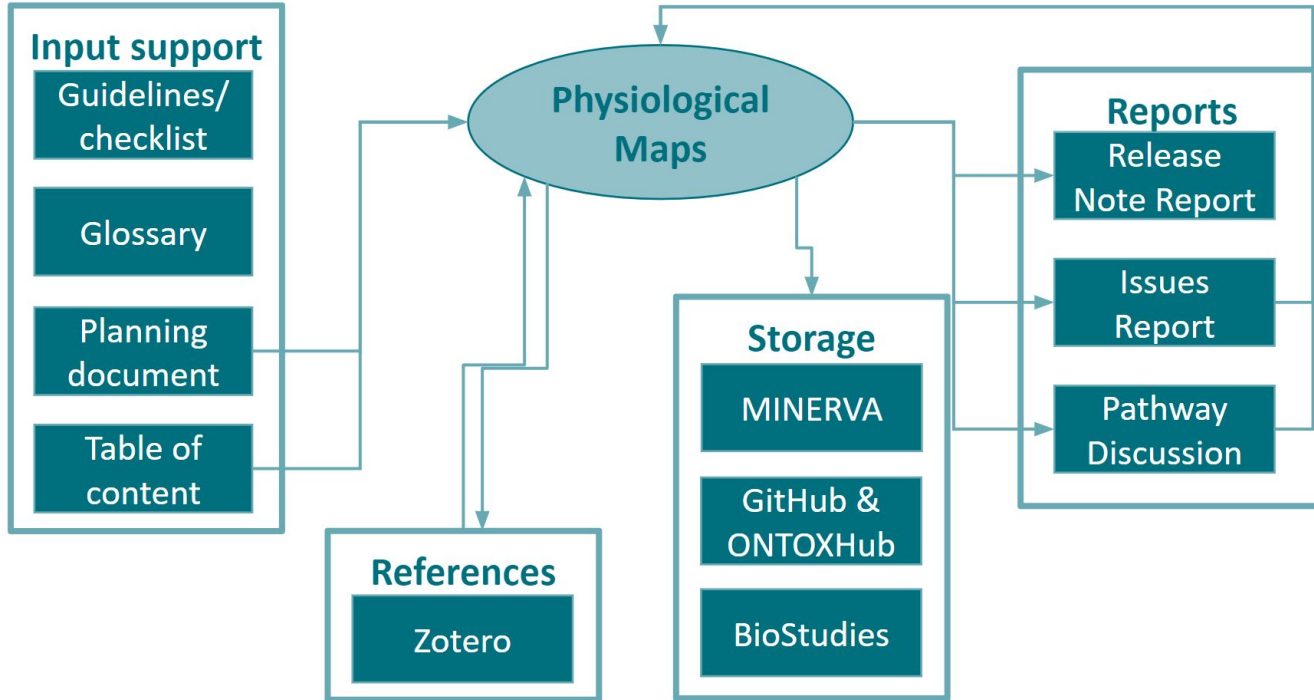 Input support
Guidelines/
checklist
Glossary
Planning
document
Table of
content
Physiological
Maps
References
Zotero
Storage
MINERVA
GitHub &
ONTOXHub
BioStudies
Reports
Release
Note Report
Issues
Report
Pathway
Discussion